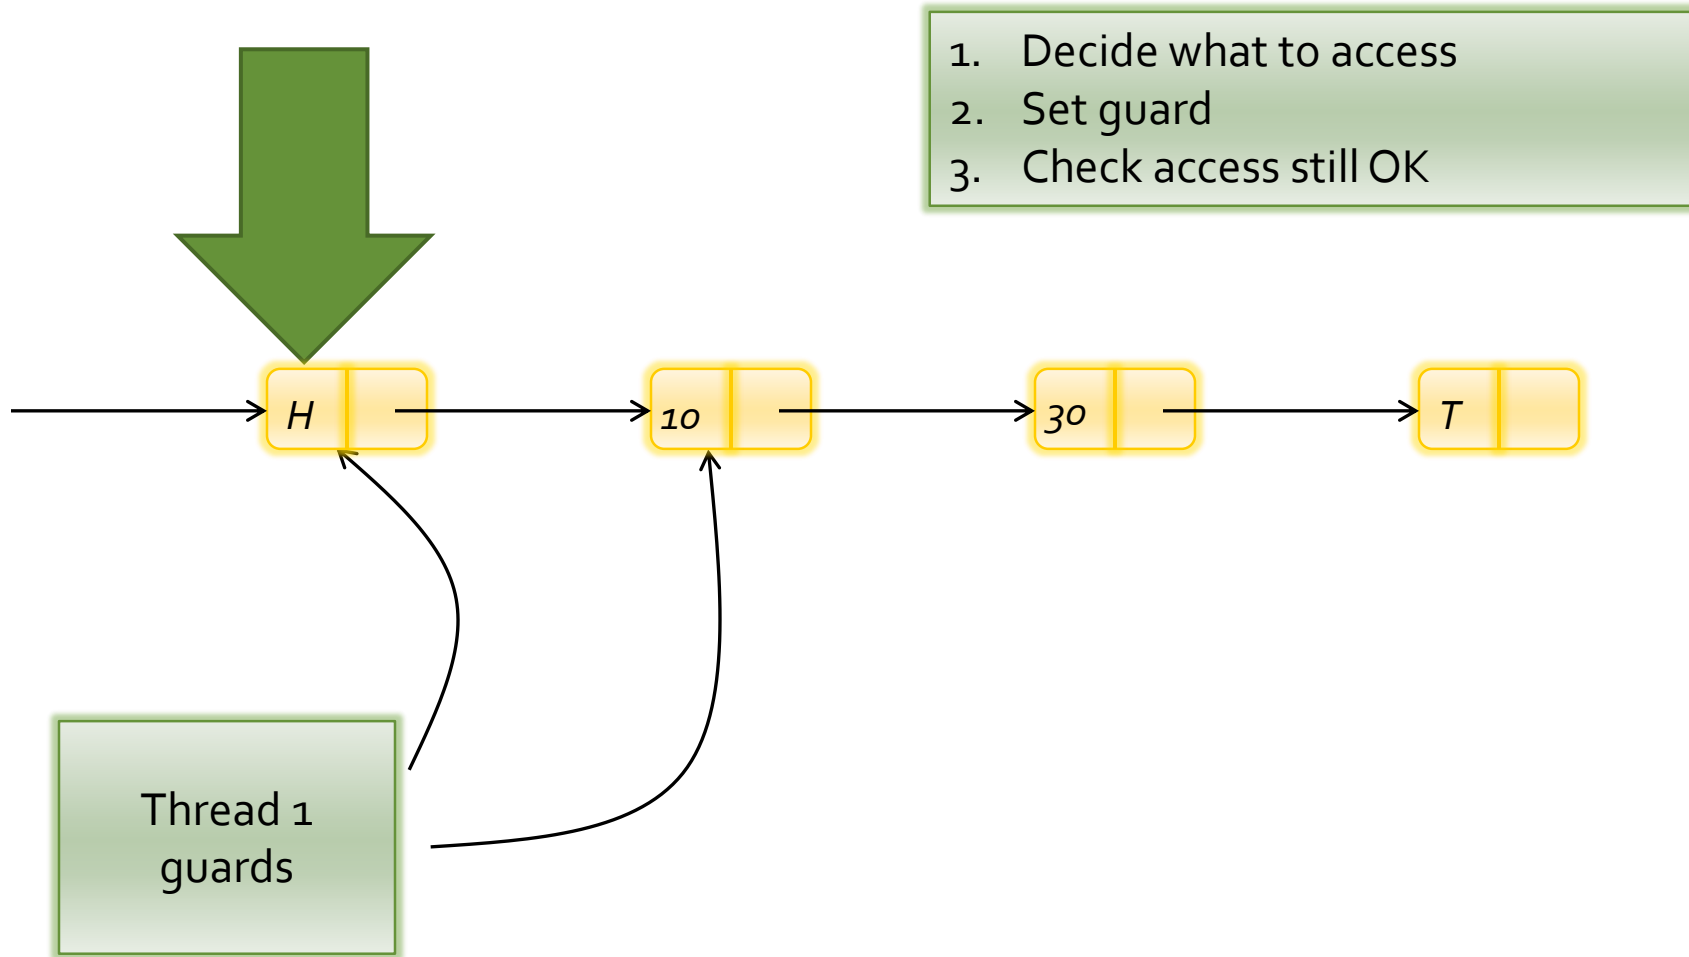 1. Decide what to access
2. Set guard
3. Check access still OK
H
10
30
T
Thread 1
guards